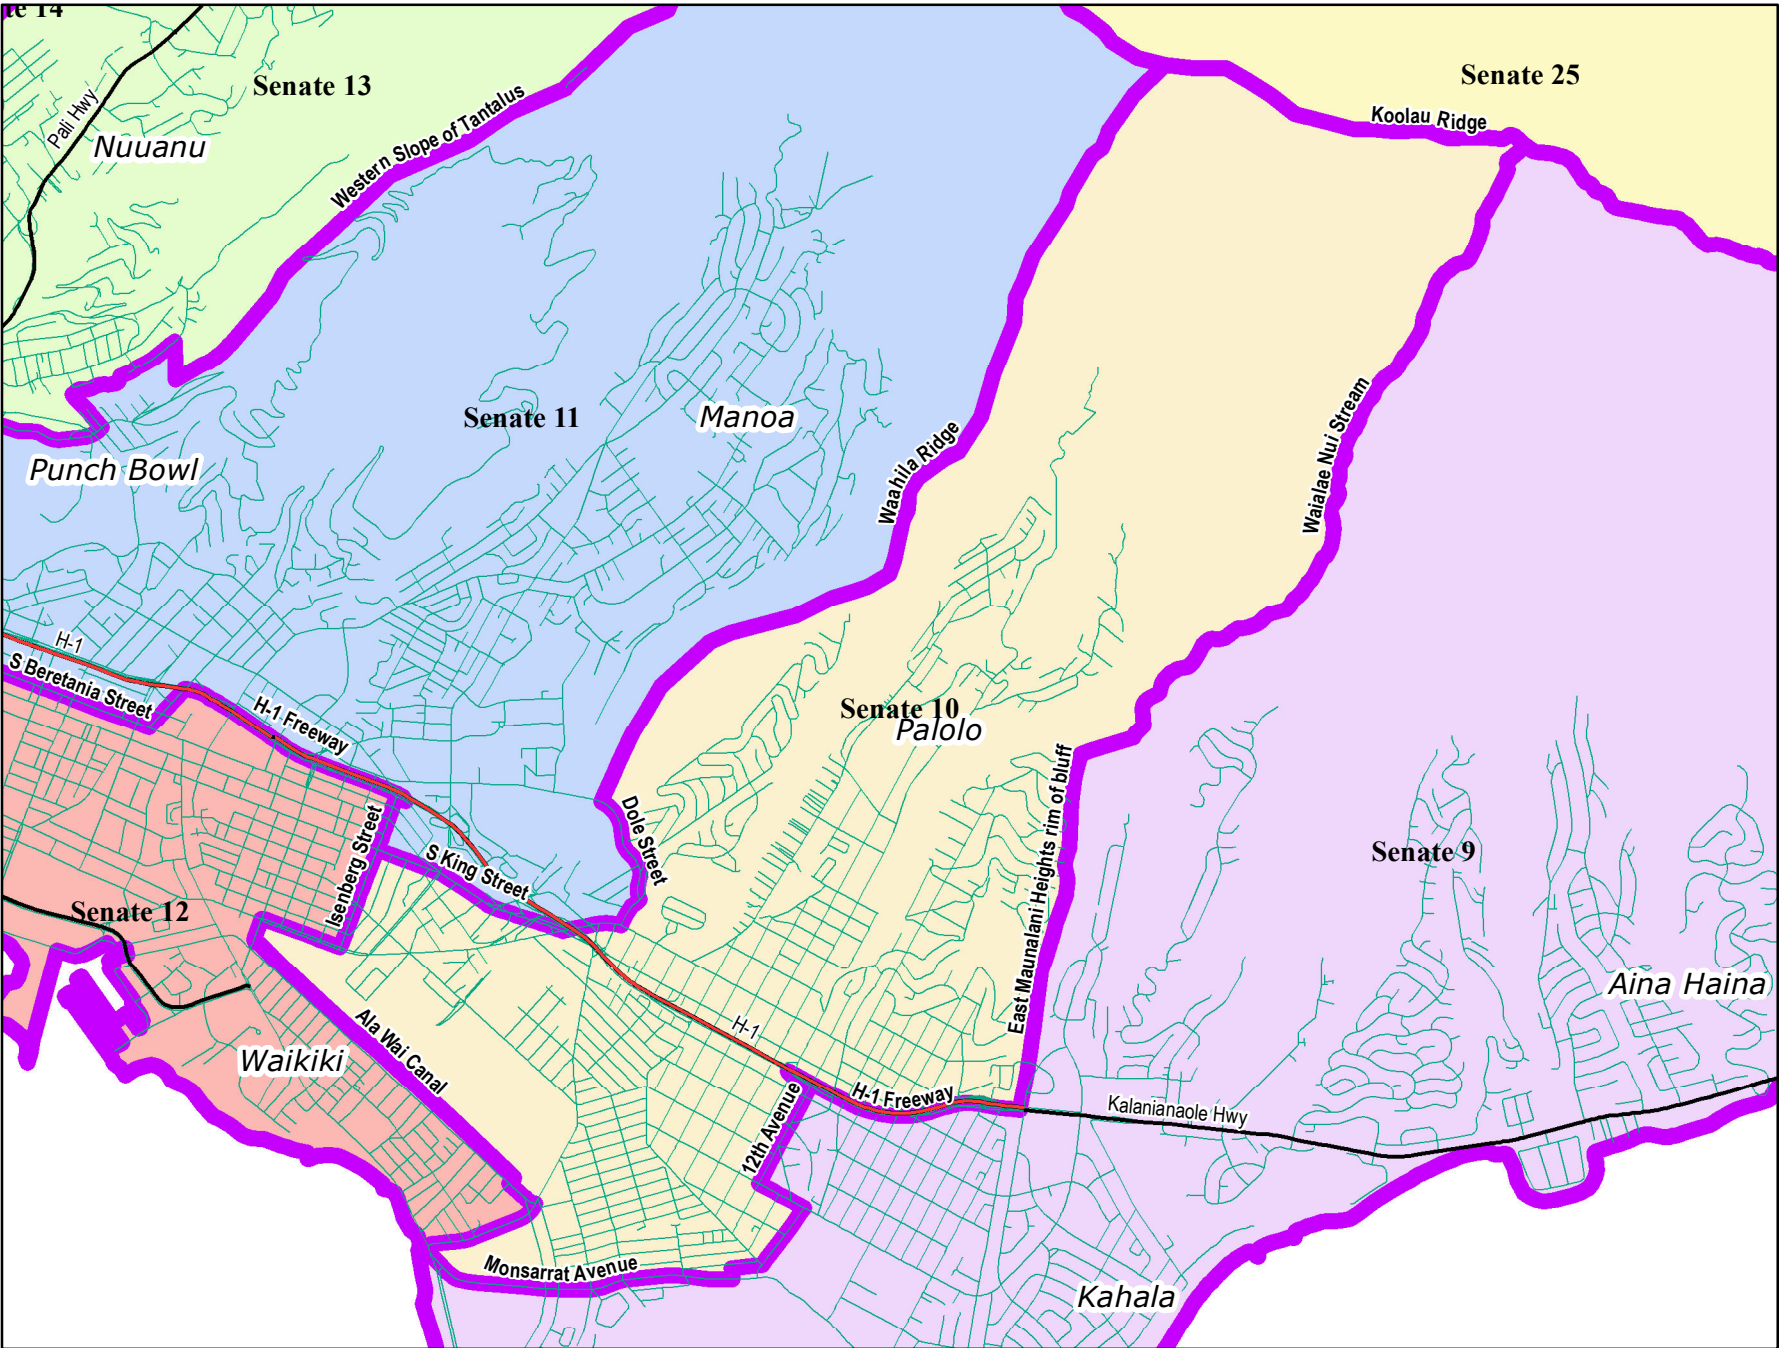 te 14
Senate 13
Senate 25
Pali Hwy
Nuuanu
Western Slope of Tantalus
Koolau Ridge
Senate 11
Manoa
Punch Bowl
Waahila Ridge
Waialae Nui Stream
H-1
S Beretania Street
H-1 Freeway
Senate 10
Palolo
Isenberg Street
S King Street
Dole Street
East Maunalani Heights rim of bluff
Senate 9
Senate 12
Aina Haina
Waikiki
Ala Wai Canal
H-1
12th Avenue
H-1 Freeway
Kalanianaole Hwy
Monsarrat Avenue
Kahala